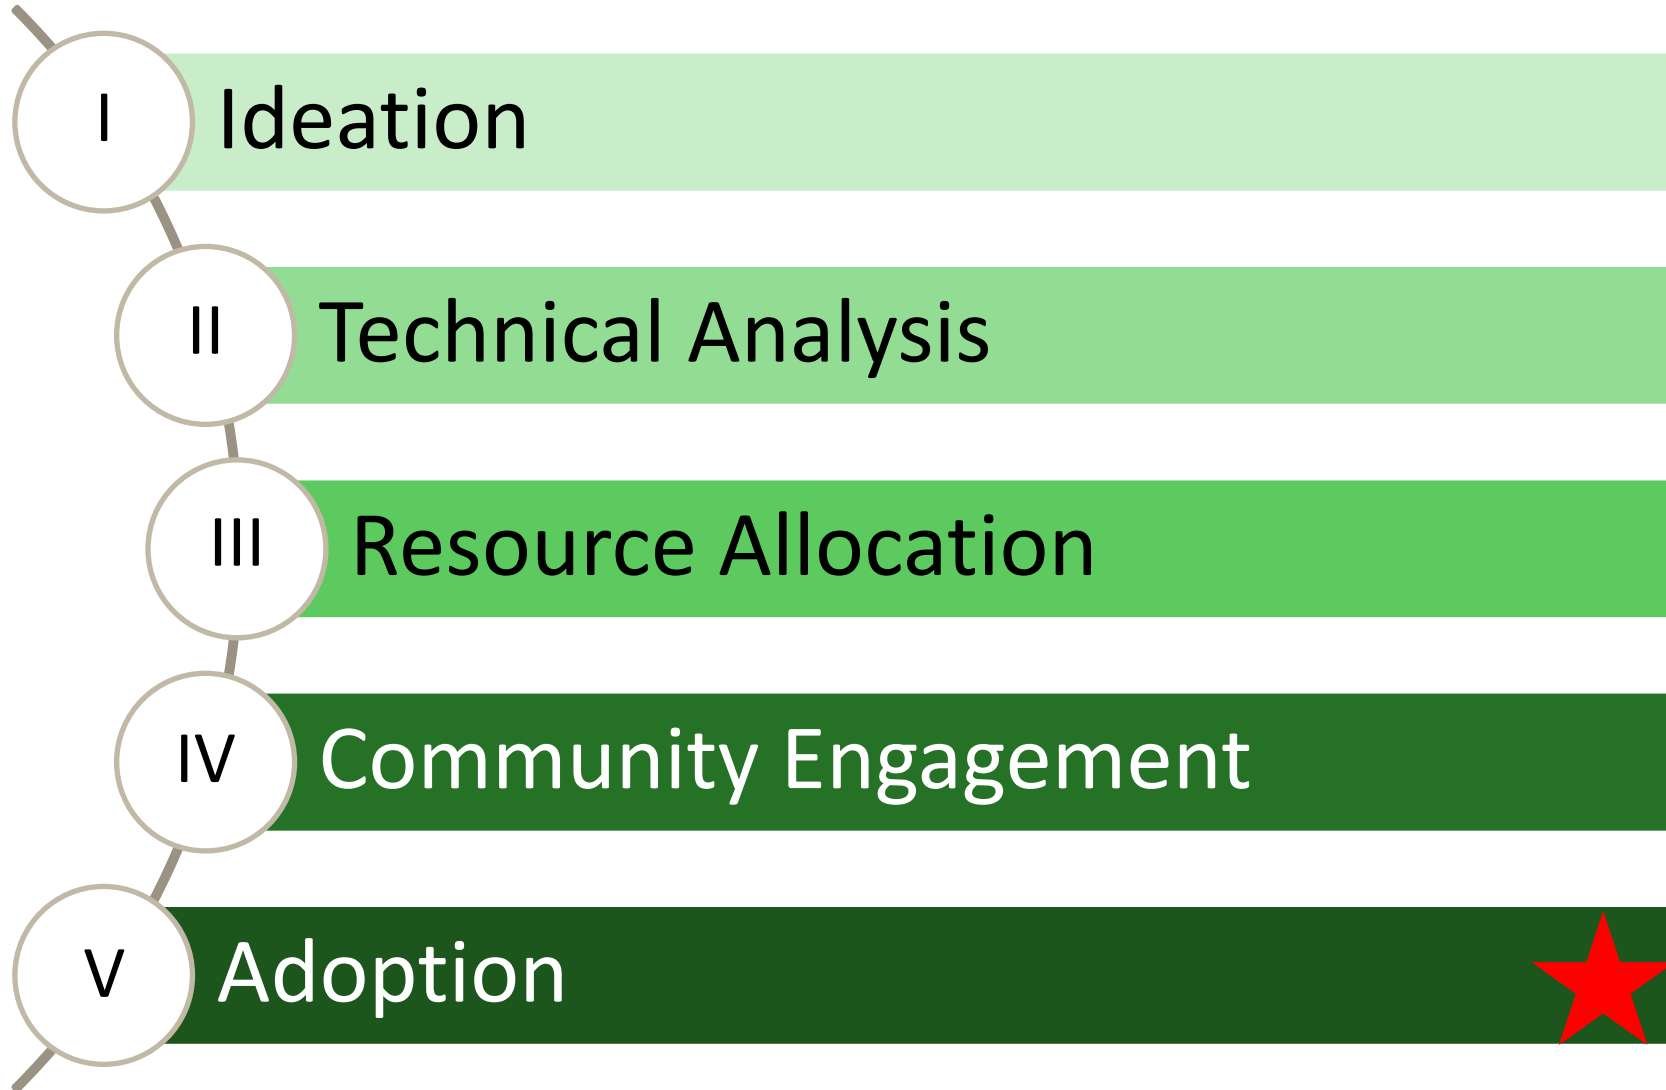 I
Ideation
II
Technical Analysis
III
Resource Allocation
IV
Community Engagement
V
Adoption